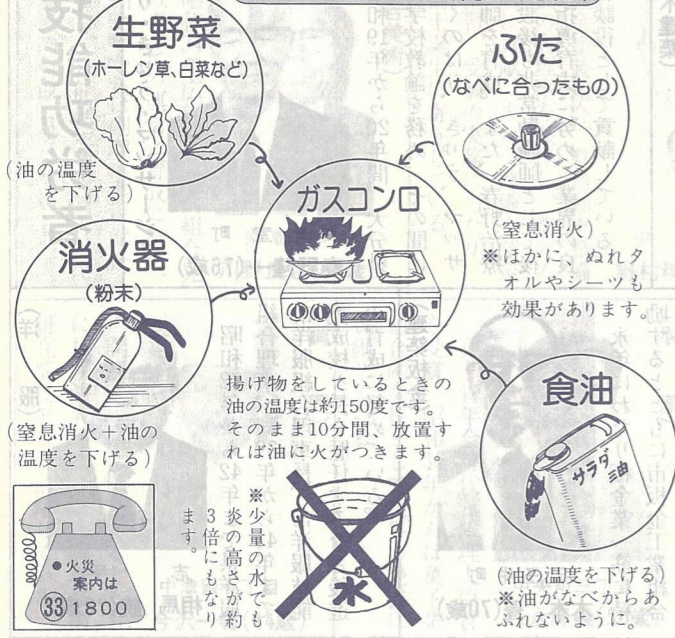 生野菜
(ホーレン草、白菜など)
(油の温度
を下げる)
ふた
(なべに合ったもの)
(窒息消火)
※ほかに、ぬれタ
オルやシーツも
効果があります。
ガスコンロ
揚げ物をしているときの
油の温度は約150度です。
そのまま10分間、放置す
れば油に火がつきます。
消火器
(粉末)
(窒息消火+油の
温度を下げる)
食油
サラダ油
(油の温度を下げる)
※油がなべからあ
ふれないように。
水
※少量の水でも
炎の高さが約
3倍にもなり
ます。
●火災
案内は
㉝1800